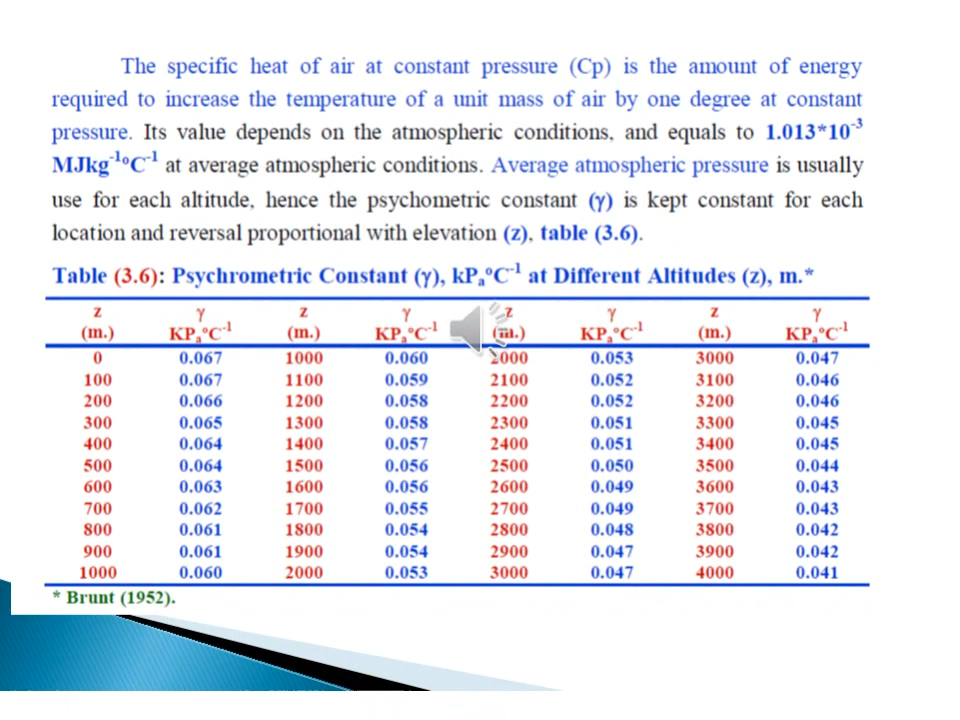 The specific heat of air at constant pressure (Cp) is the amount of energy
required to increase the temperature of a unit mass of air by one degree at constant
pressure. Its value depends on the atmospheric conditions, and equals to 1.013*10⁻³
MJkg⁻¹⁰C⁻¹ at average atmospheric conditions. Average atmospheric pressure is usually
use for each altitude, hence the psychometric constant (γ) is kept constant for each
location and reversal proportional with elevation (z), table (3.6).
Table (3.6): Psychrometric Constant (γ), kPₐ⁰C⁻¹ at Different Altitudes (z), m.*
z γ z γ z γ z γ
(m.) KPₐ⁰C⁻¹ (m.) KPₐ⁰C⁻¹ (m.) KPₐ⁰C⁻¹ (m.) KPₐ⁰C⁻¹
0 0.067 1000 0.060 2000 0.053 3000 0.047
100 0.067 1100 0.059 2100 0.052 3100 0.046
200 0.066 1200 0.058 2200 0.052 3200 0.046
300 0.065 1300 0.058 2300 0.051 3300 0.045
400 0.064 1400 0.057 2400 0.051 3400 0.045
500 0.064 1500 0.056 2500 0.050 3500 0.044
600 0.063 1600 0.056 2600 0.049 3600 0.043
700 0.062 1700 0.055 2700 0.049 3700 0.043
800 0.061 1800 0.054 2800 0.048 3800 0.042
900 0.061 1900 0.054 2900 0.047 3900 0.042
1000 0.060 2000 0.053 3000 0.047 4000 0.041
* Brunt (1952).